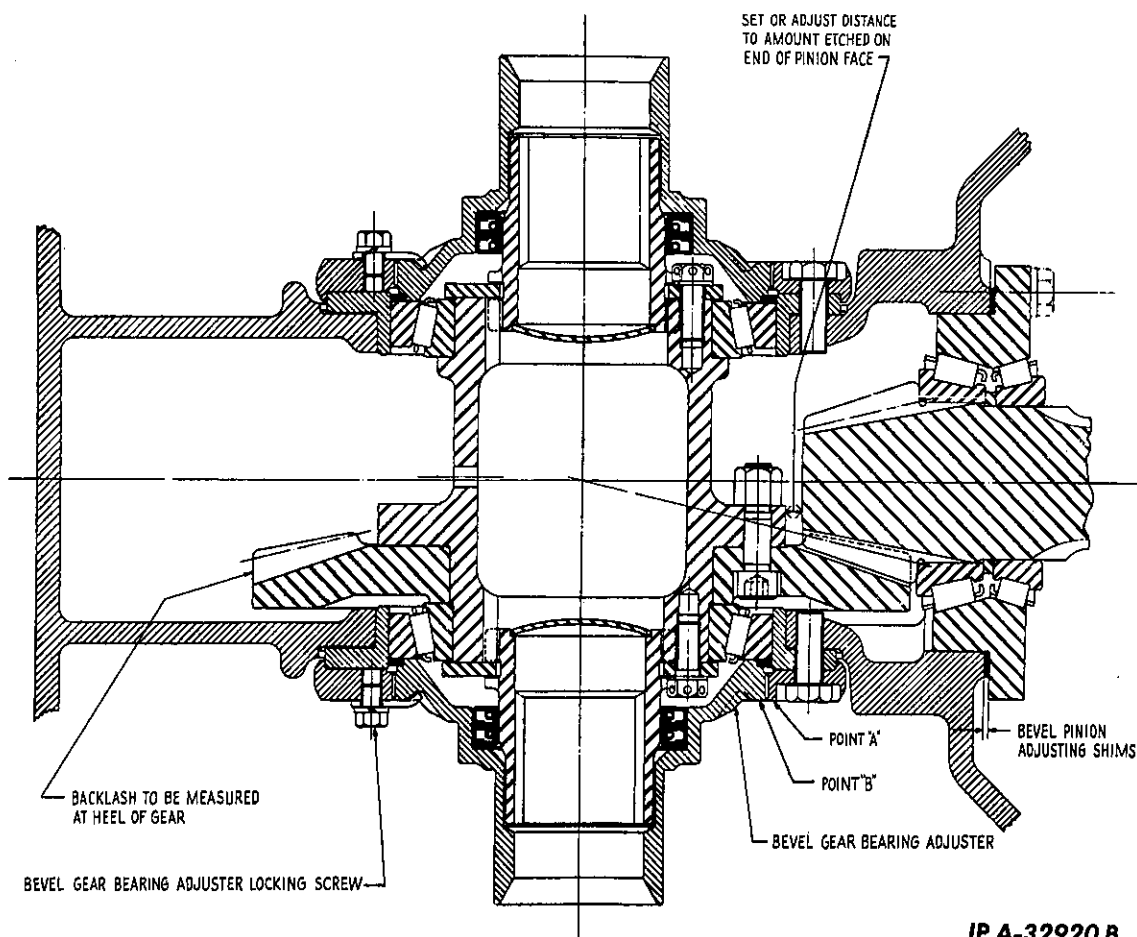 SET OR ADJUST DISTANCE
TO AMOUNT ETCHED ON
END OF PINION FACE
POINT "A"
POINT "B"
BEVEL PINION
ADJUSTING SHIMS
BACKLASH TO BE MEASURED
AT HEEL OF GEAR
BEVEL GEAR BEARING ADJUSTER
BEVEL GEAR BEARING ADJUSTER LOCKING SCREW
A-32920 B